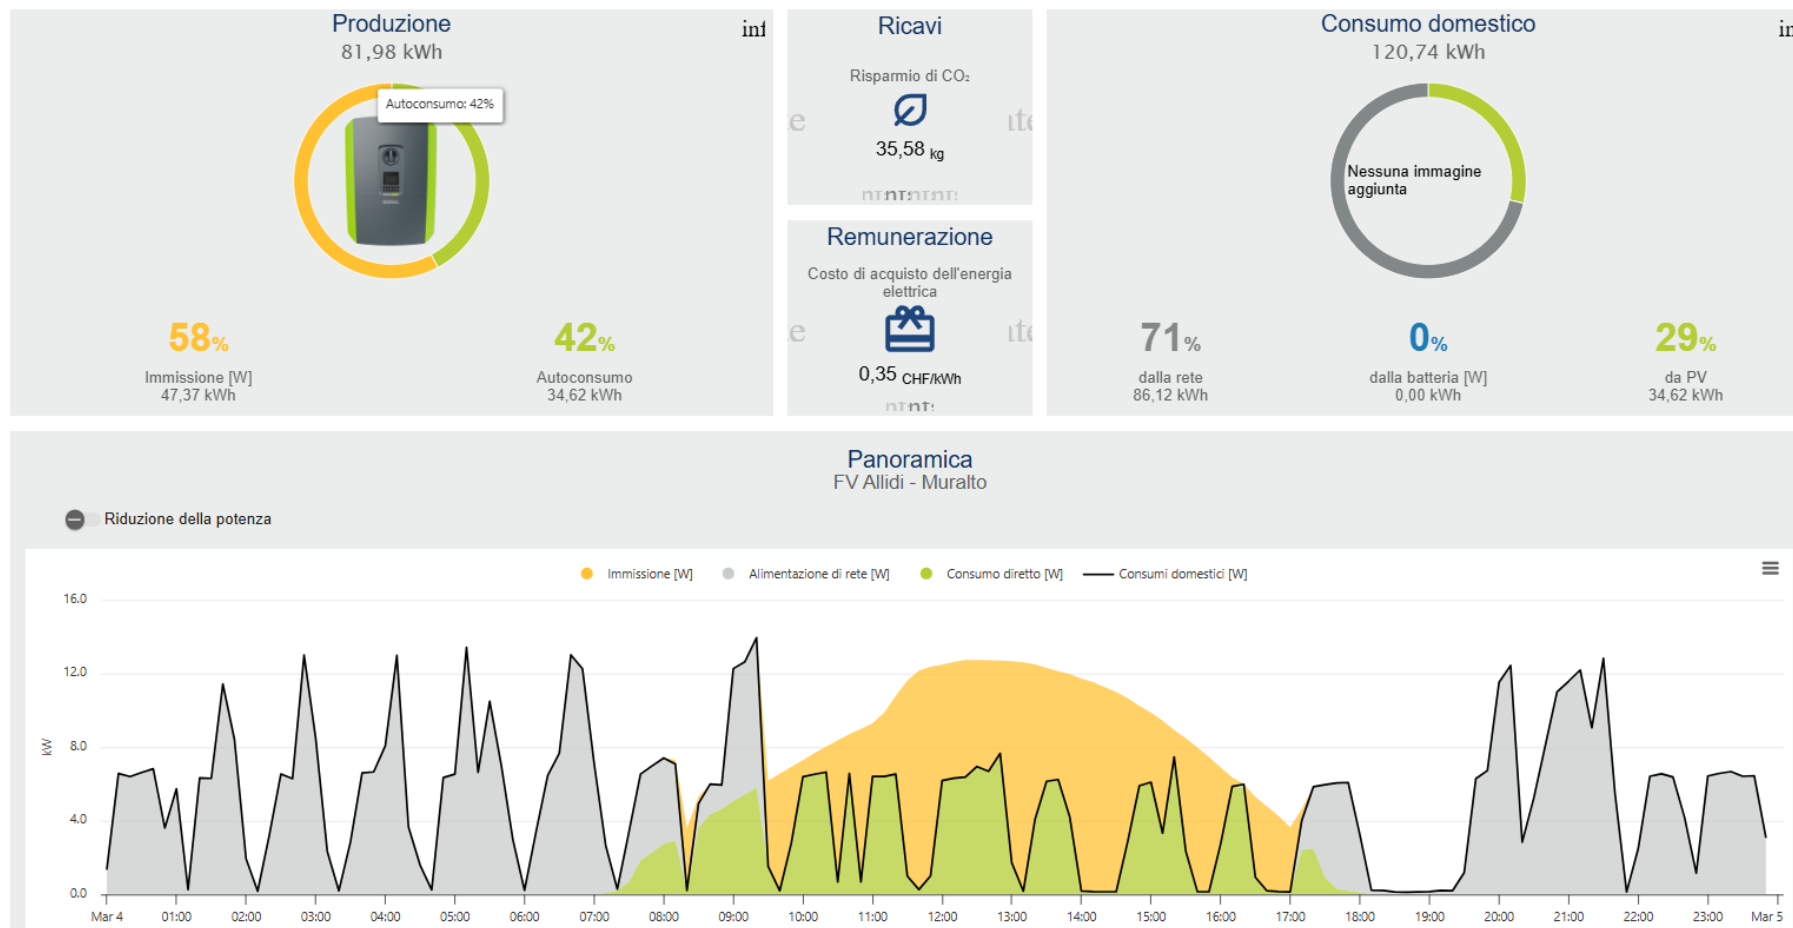 Produzione
81,98 kWh
Autoconsumo: 42%
58%
Immissione [W]
47,37 kWh
42%
Autoconsumo
34,62 kWh
Ricavi
Risparmio di CO₂
35,58 kg
Remunerazione
Costo di acquisto dell'energia
elettrica
0,35 CHF/kWh
Consumo domestico
120,74 kWh
Nessuna immagine
aggiunta
71%
dalla rete
86,12 kWh
0%
dalla batteria [W]
0,00 kWh
29%
da PV
34,62 kWh
Panoramica
FV Allidi - Muralto
Riduzione della potenza
Immissione [W] Alimentazione di rete [W] Consumo diretto [W] Consumi domestici [W]
16.0
12.0
8.0
kW
4.0
0.0
Mar 4 01:00 02:00 03:00 04:00 05:00 06:00 07:00 08:00 09:00 10:00 11:00 12:00 13:00 14:00 15:00 16:00 17:00 18:00 19:00 20:00 21:00 22:00 23:00 Mar 5